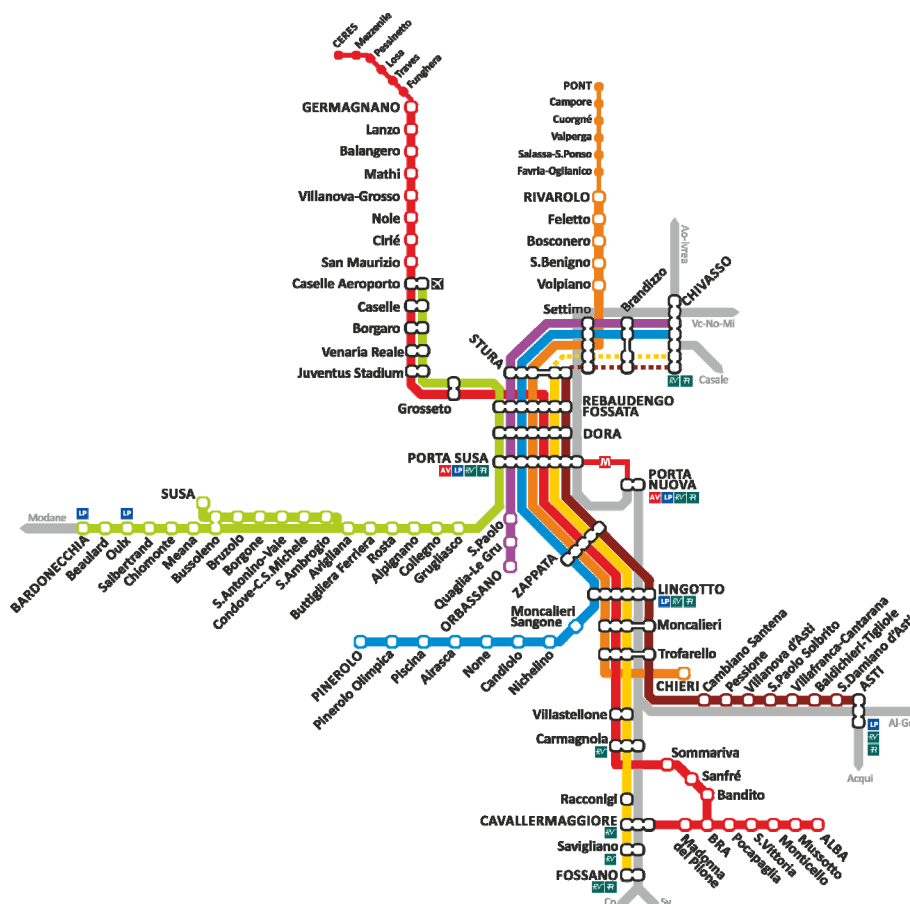 CERES
Mezzenile
Pessinetto
Losa
Traves
Funghera
GERMAGNANO
Lanzo
Balangero
Mathi
Villanova-Grosso
Nole
Cirié
San Maurizio
Caselle Aeroporto
Caselle
Borgaro
Venaria Reale
Juventus Stadium
Grosseto
PONT
Campore
Cuorgné
Valperga
Salassa-S.Ponso
Favria-Oglianico
RIVAROLO
Feletto
Bosconero
S.Benigno
Volpiano
Settimo
Brandizzo
CHIVASSO
Ao-Ivrea
Vc-No-Mi
Casale
RV R
STURA
REBAUDENGO
FOSSATA
DORA
PORTA SUSA
AV LP RV R
M
PORTA
NUOVA
AV LP RV R
SUSA
Modane
LP
LP
BARDONECCHIA
Beaulard
Oulx
Salbertrand
Chiomonte
Meana
Bussoleno
Bruzolo
Borgone
S.Antonino-Vaie
Condove-C.S.Michele
S.Ambrogio
Avigliana
Buttigliera Ferriera
Rosta
Alpignano
Collegno
Grugliasco
S.Paolo
Quaglia-Le Gru
ORBASSANO
ZAPPATA
LINGOTTO
LP RV R
Moncalieri
Sangone
Moncalieri
Trofarello
CHIERI
PINEROLO
Pinerolo Olimpica
Piscina
Airasca
None
Candiolo
Nichelino
Cambiano Santena
Pessione
Villanova d'Asti
S.Paolo Solbrito
Villafranca-Cantarana
Baldichieri-Tigliole
S.Damiano d'Asti
ASTI
LP
RV
R
Acqui
Villastellone
Carmagnola
RV
Sommariva
Sanfré
Bandito
Racconigi
CAVALLERMAGGIORE
RV
Madonna
del Pilone
BRA
Pocapaglia
S.Vittoria
Monticello
Mussotto
ALBA
Savigliano
RV
FOSSANO
RV R
Cn
Sv